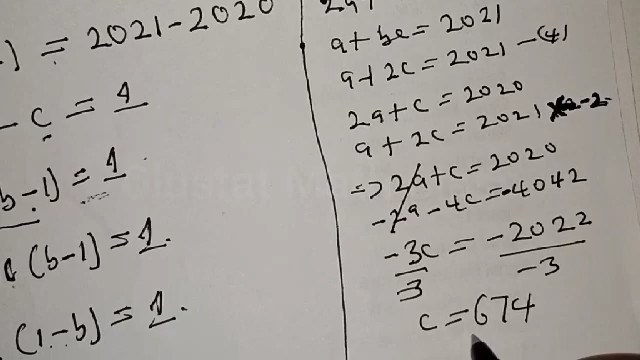 ) = 2021-2020
- c = 1
b-1) = 1
(b-1) = 1.
(1-b) = 1.
a + bc = 2021
a + 2c = 2021 -(4)
2a + c = 2020
a + 2c = 2021 x -2
=> 2a + c = 2020
-2a - 4c = -4042
-3c = -2022
3 -3
c = 674